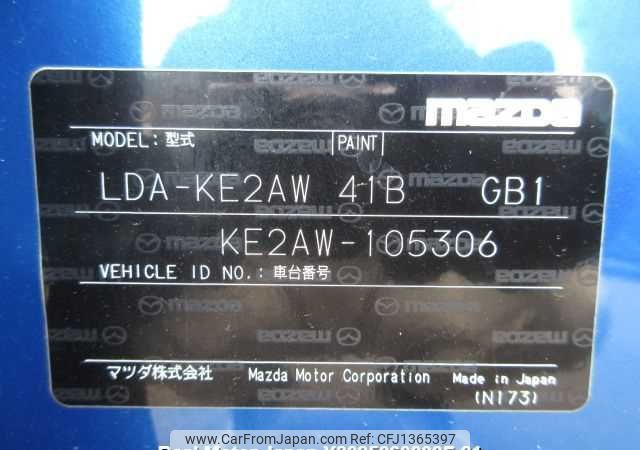 mazda
MODEL: 型式 PAINT
LDA-KE2AW 41B GB1
KE2AW-105306
VEHICLE ID NO.: 車台番号
マツダ株式会社 Mazda Motor Corporation Made in Japan
(N173)
www.CarFromJapan.com - CFJ1365397